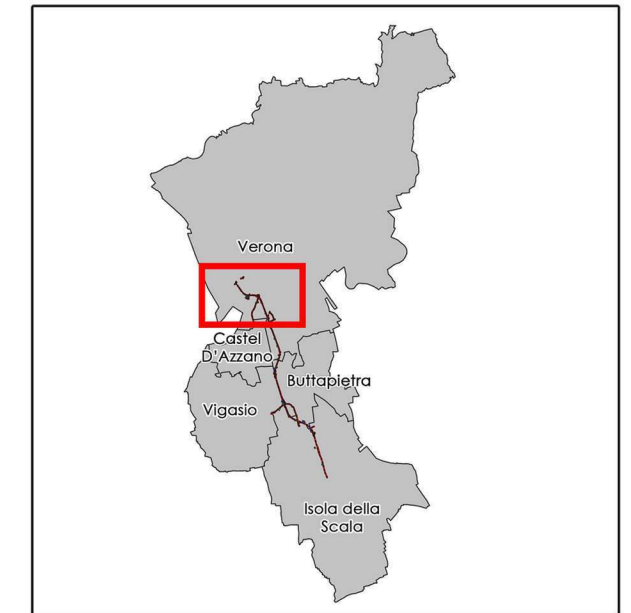 Verona
Castel
D'Azzano
Buttapietra
Vigasio
Isola della
Scala